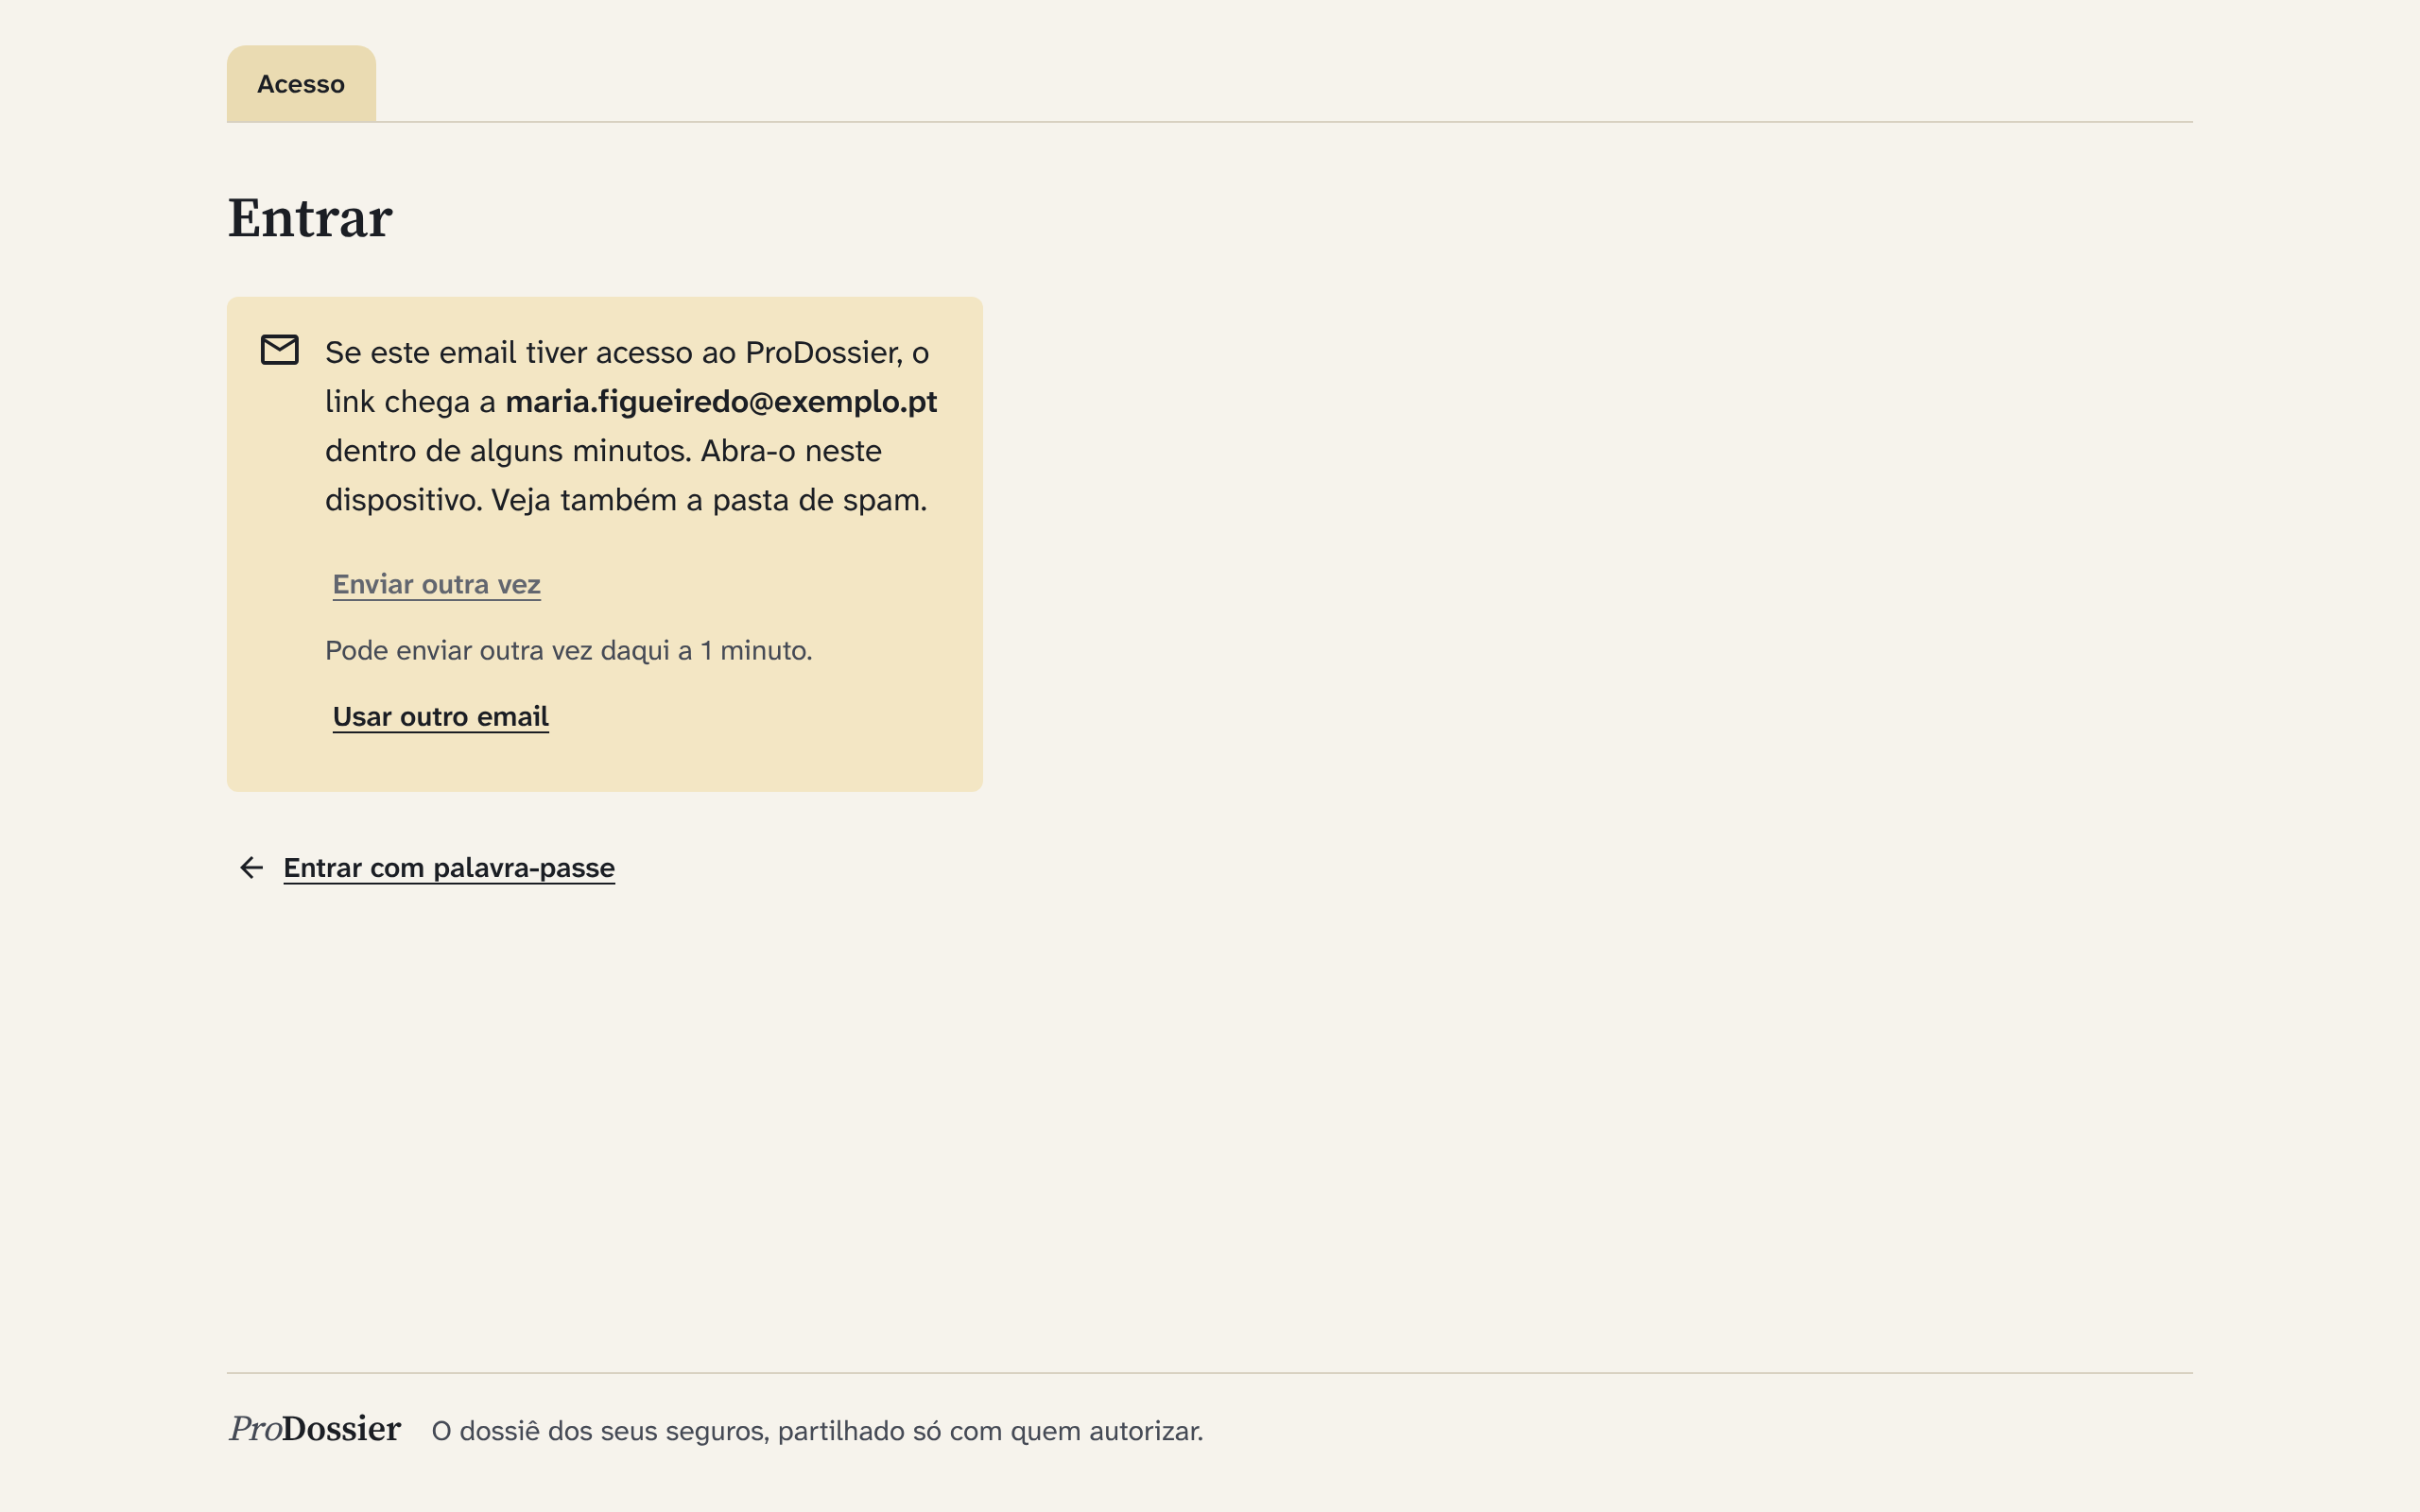 Acesso
Entrar
Se este email tiver acesso ao ProDossier, o
link chega a maria.figueiredo@exemplo.pt
dentro de alguns minutos. Abra-o neste
dispositivo. Veja também a pasta de spam.
Enviar outra vez
Pode enviar outra vez daqui a 1 minuto.
Usar outro email
Entrar com palavra-passe
ProDossier O dossiê dos seus seguros, partilhado só com quem autorizar.